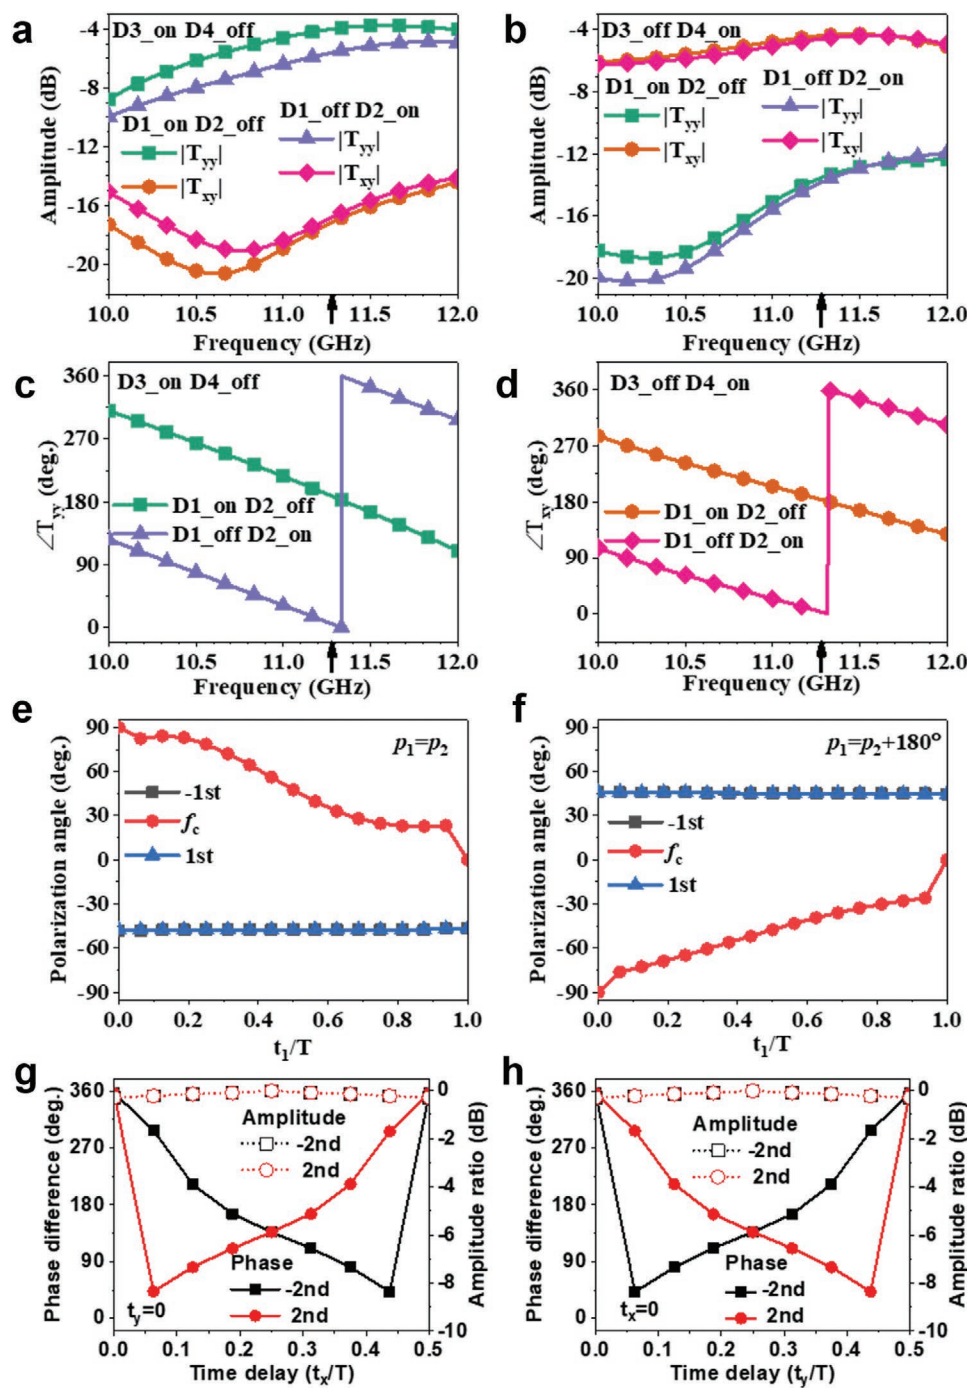 a
D3_on D4_off
-4
-8
-12
-16
-20
Amplitude (dB)
D1_on D2_off
D1_off D2_on
|Tyy|
|Tyy|
|Txy|
|Txy|
10.0 10.5 11.0 11.5 12.0
Frequency (GHz)
b
D3_off D4_on
-4
-8
-12
-16
-20
Amplitude (dB)
D1_on D2_off
D1_off D2_on
|Tyy|
|Tyy|
|Txy|
|Txy|
10.0 10.5 11.0 11.5 12.0
Frequency (GHz)
c
D3_on D4_off
360
270
180
90
0
∠Tyy (deg.)
D1_on D2_off
D1_off D2_on
10.0 10.5 11.0 11.5 12.0
Frequency (GHz)
d
D3_off D4_on
360
270
180
90
0
∠Txy (deg.)
D1_on D2_off
D1_off D2_on
10.0 10.5 11.0 11.5 12.0
Frequency (GHz)
e
90
60
30
0
-30
-60
-90
Polarization angle (deg.)
p1=p2
-1st
fc
1st
0.0 0.2 0.4 0.6 0.8 1.0
t1/T
f
90
60
30
0
-30
-60
-90
Polarization angle (deg.)
p1=p2+180°
-1st
fc
1st
0.0 0.2 0.4 0.6 0.8 1.0
t1/T
g
360
270
180
90
0
Phase difference (deg.)
Amplitude
-2nd
2nd
Phase
-2nd
2nd
ty=0
0
-2
-4
-6
-8
-10
Amplitude ratio (dB)
0.0 0.1 0.2 0.3 0.4 0.5
Time delay (tx/T)
h
360
270
180
90
0
Phase difference (deg.)
Amplitude
-2nd
2nd
Phase
-2nd
2nd
tx=0
0
-2
-4
-6
-8
-10
Amplitude ratio (dB)
0.0 0.1 0.2 0.3 0.4 0.5
Time delay (ty/T)